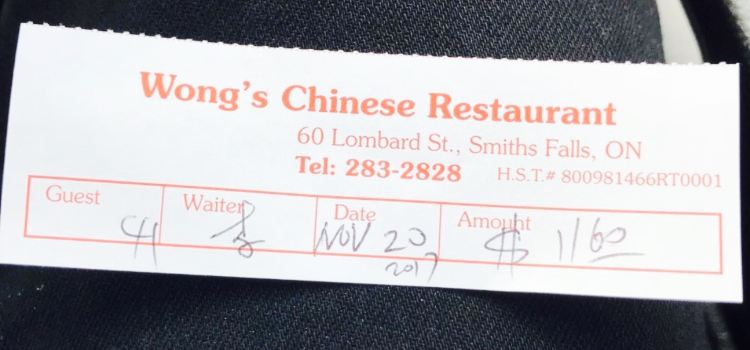 Wong's Chinese Restaurant
60 Lombard St., Smiths Falls, ON
Tel: 283-2828 H.S.T.# 800981466RT0001
Guest Waiter Date Amount
4 NOV 20 $ 11 60
2017